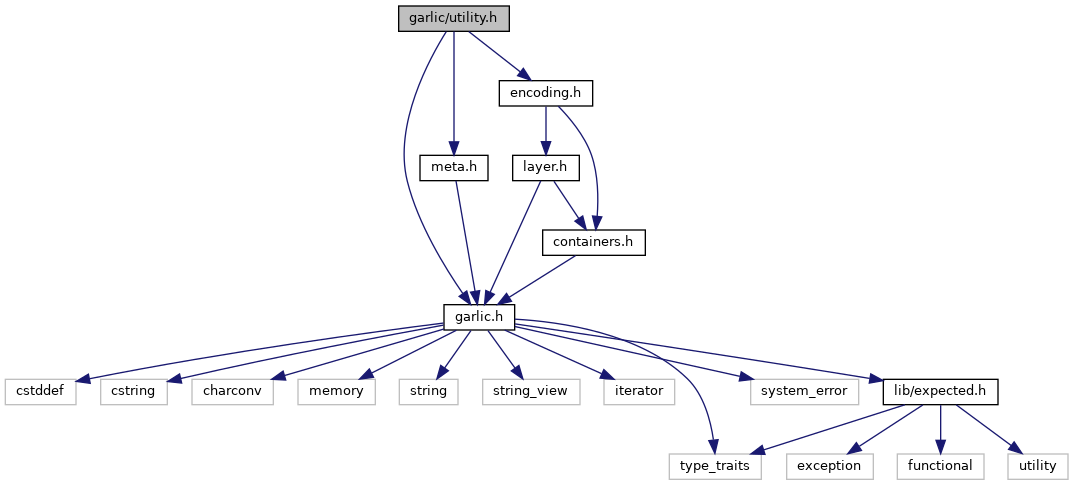 garlic/utility.h
encoding.h
meta.h
layer.h
containers.h
garlic.h
cstddef
cstring
charconv
memory
string
string_view
iterator
system_error
lib/expected.h
type_traits
exception
functional
utility